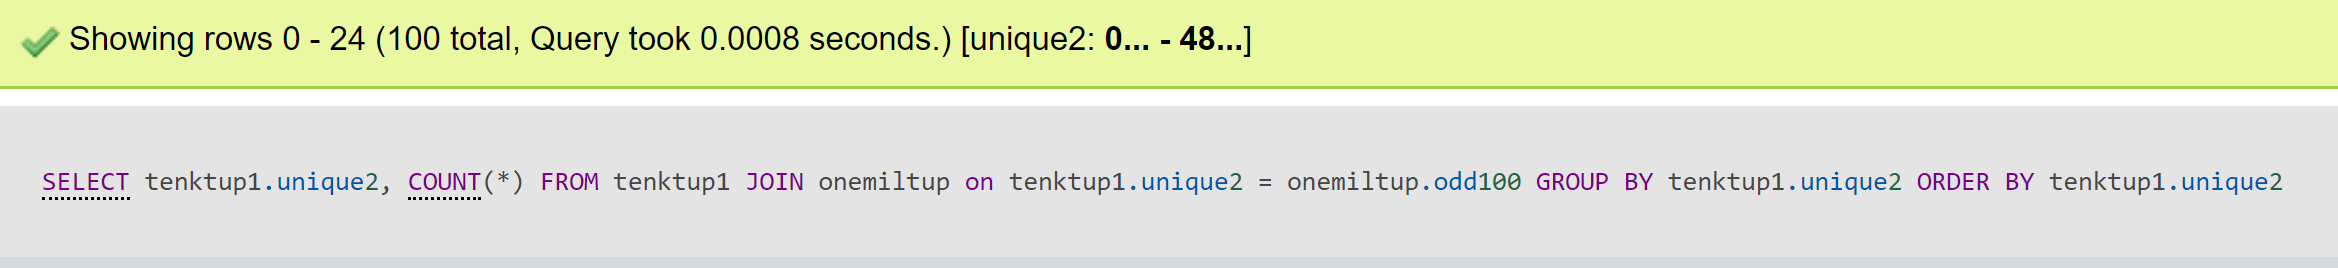 Showing rows 0 - 24 (100 total, Query took 0.0008 seconds.) [unique2: 0... - 48...]
SELECT tenktup1.unique2, COUNT(*) FROM tenktup1 JOIN onemiltup on tenktup1.unique2 = onemiltup.odd100 GROUP BY tenktup1.unique2 ORDER BY tenktup1.unique2